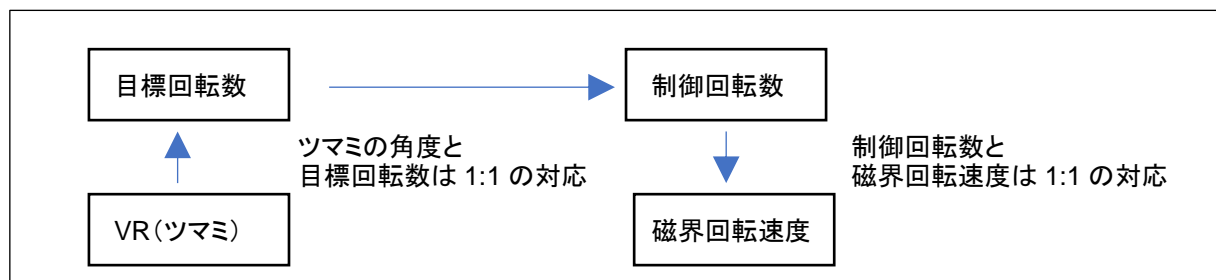 目標回転数
制御回転数
ツマミの角度と
目標回転数は 1:1 の対応
制御回転数と
磁界回転速度は 1:1 の対応
VR(ツマミ)
磁界回転速度